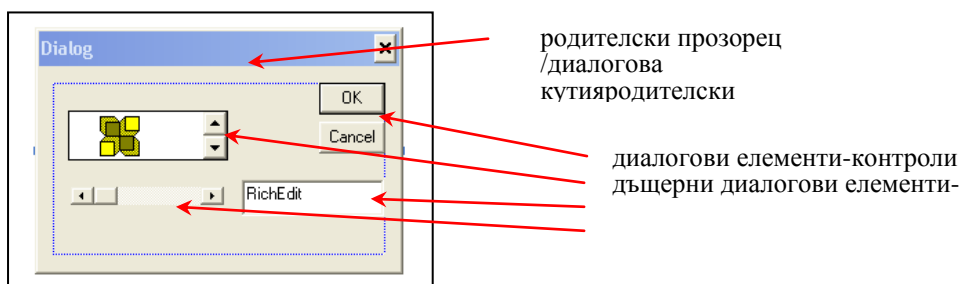 Dialog
родителски прозорец
/диалогова
кутияродителски
OK
Cancel
диалогови елементи-контроли
дъщерни диалогови елементи-
RichEdit